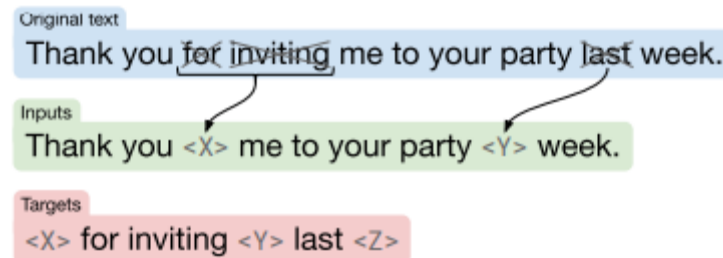 Original text
Thank you for inviting me to your party last week.
Inputs
Thank you <X> me to your party <Y> week.
Targets
<X> for inviting <Y> last <Z>